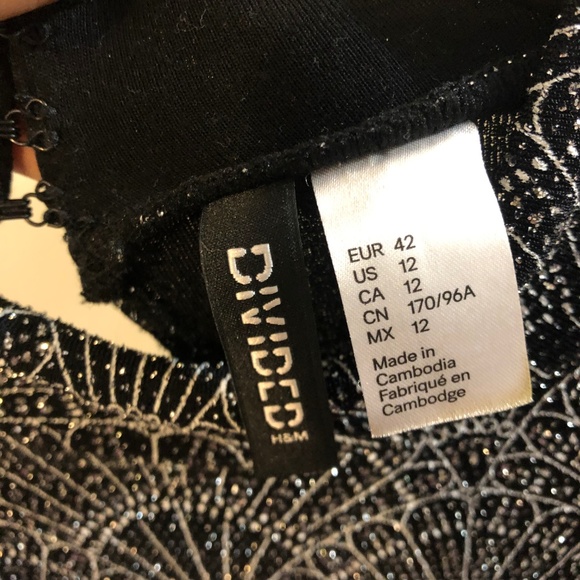 DIVIDED
H&M
EUR 42
US 12
CA 12
CN 170/96A
MX 12
Made in
Cambodia
Fabriqué en
Cambodge